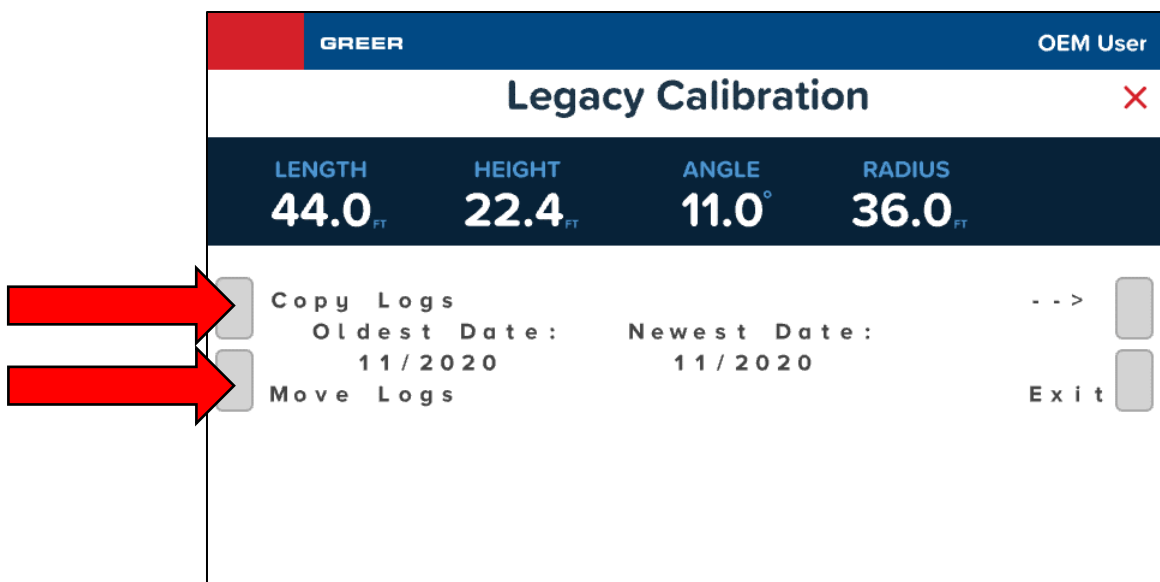 GREER OEM User
Legacy Calibration
LENGTH HEIGHT ANGLE RADIUS
44.0 FT 22.4 FT 11.0° 36.0 FT
Copy Logs -->
Oldest Date: Newest Date:
11/2020 11/2020
Move Logs Exit